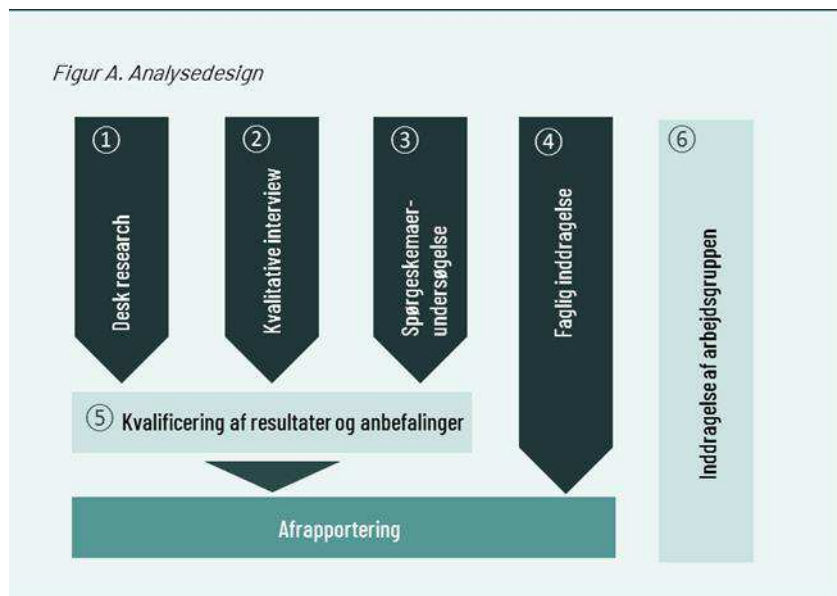 Figur A. Analysedesign
①
Desk research
②
Kvalitative interview
③
Spørgeskemaer-
undersøgelse
④
Faglig inddragelse
⑥
Inddragelse af arbejdsgruppen
⑤ Kvalificering af resultater og anbefalinger
Afrapportering